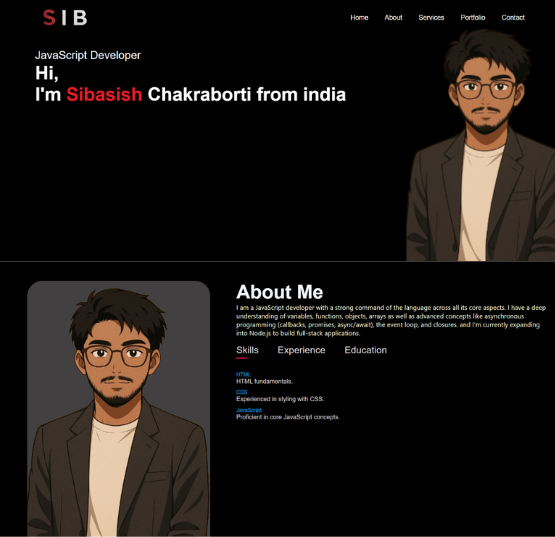 S I B
Home About Services Portfolio Contact
JavaScript Developer
Hi,
I'm Sibasish Chakraborti from india
About Me
I am a JavaScript developer with a strong command of the language across all its core aspects. I have a deep
understanding of variables, functions, objects, arrays as well as advanced concepts like asynchronous
programming (callbacks, promises, async/await), the event loop, and closures. and I'm currently expanding
into Node.js to build full-stack applications.
Skills Experience Education
HTML
HTML fundamentals.
CSS
Experienced in styling with CSS.
JavaScript
Proficient in core JavaScript concepts.